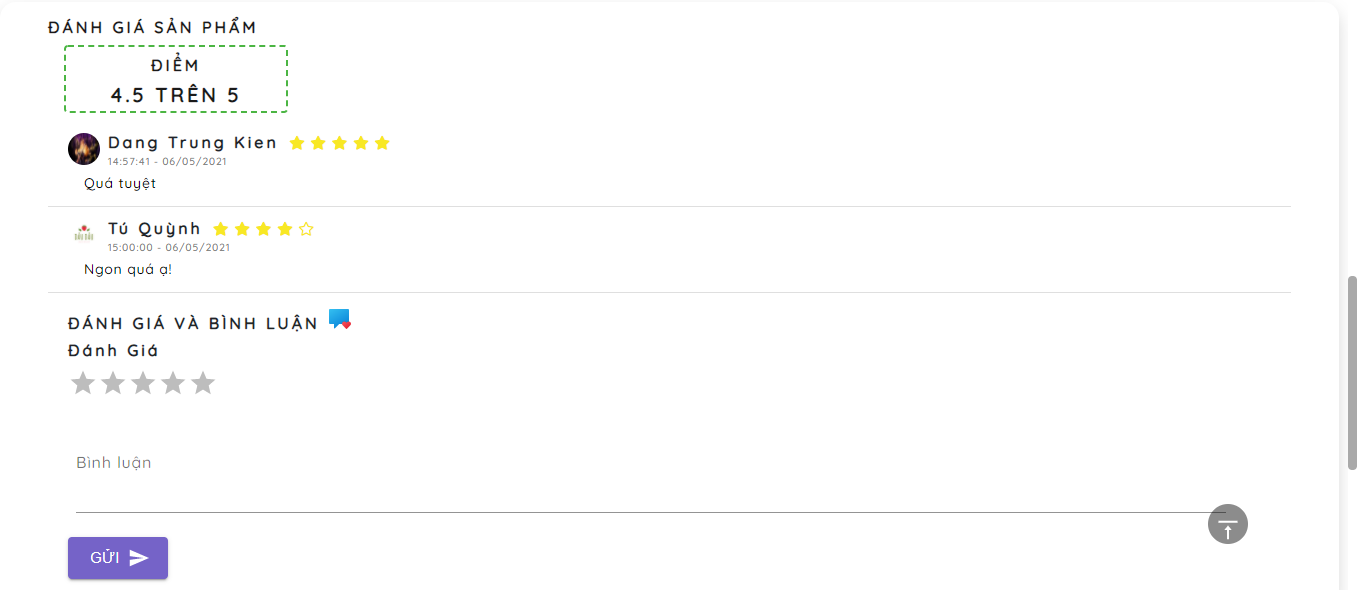 ĐÁNH GIÁ SẢN PHẨM
ĐIỂM
4.5 TRÊN 5
Dang Trung Kien
14:57:41 - 06/05/2021
Quá tuyệt
Tú Quỳnh
15:00:00 - 06/05/2021
Ngon quá ạ!
ĐÁNH GIÁ VÀ BÌNH LUẬN
Đánh Giá
Bình luận
GỬI